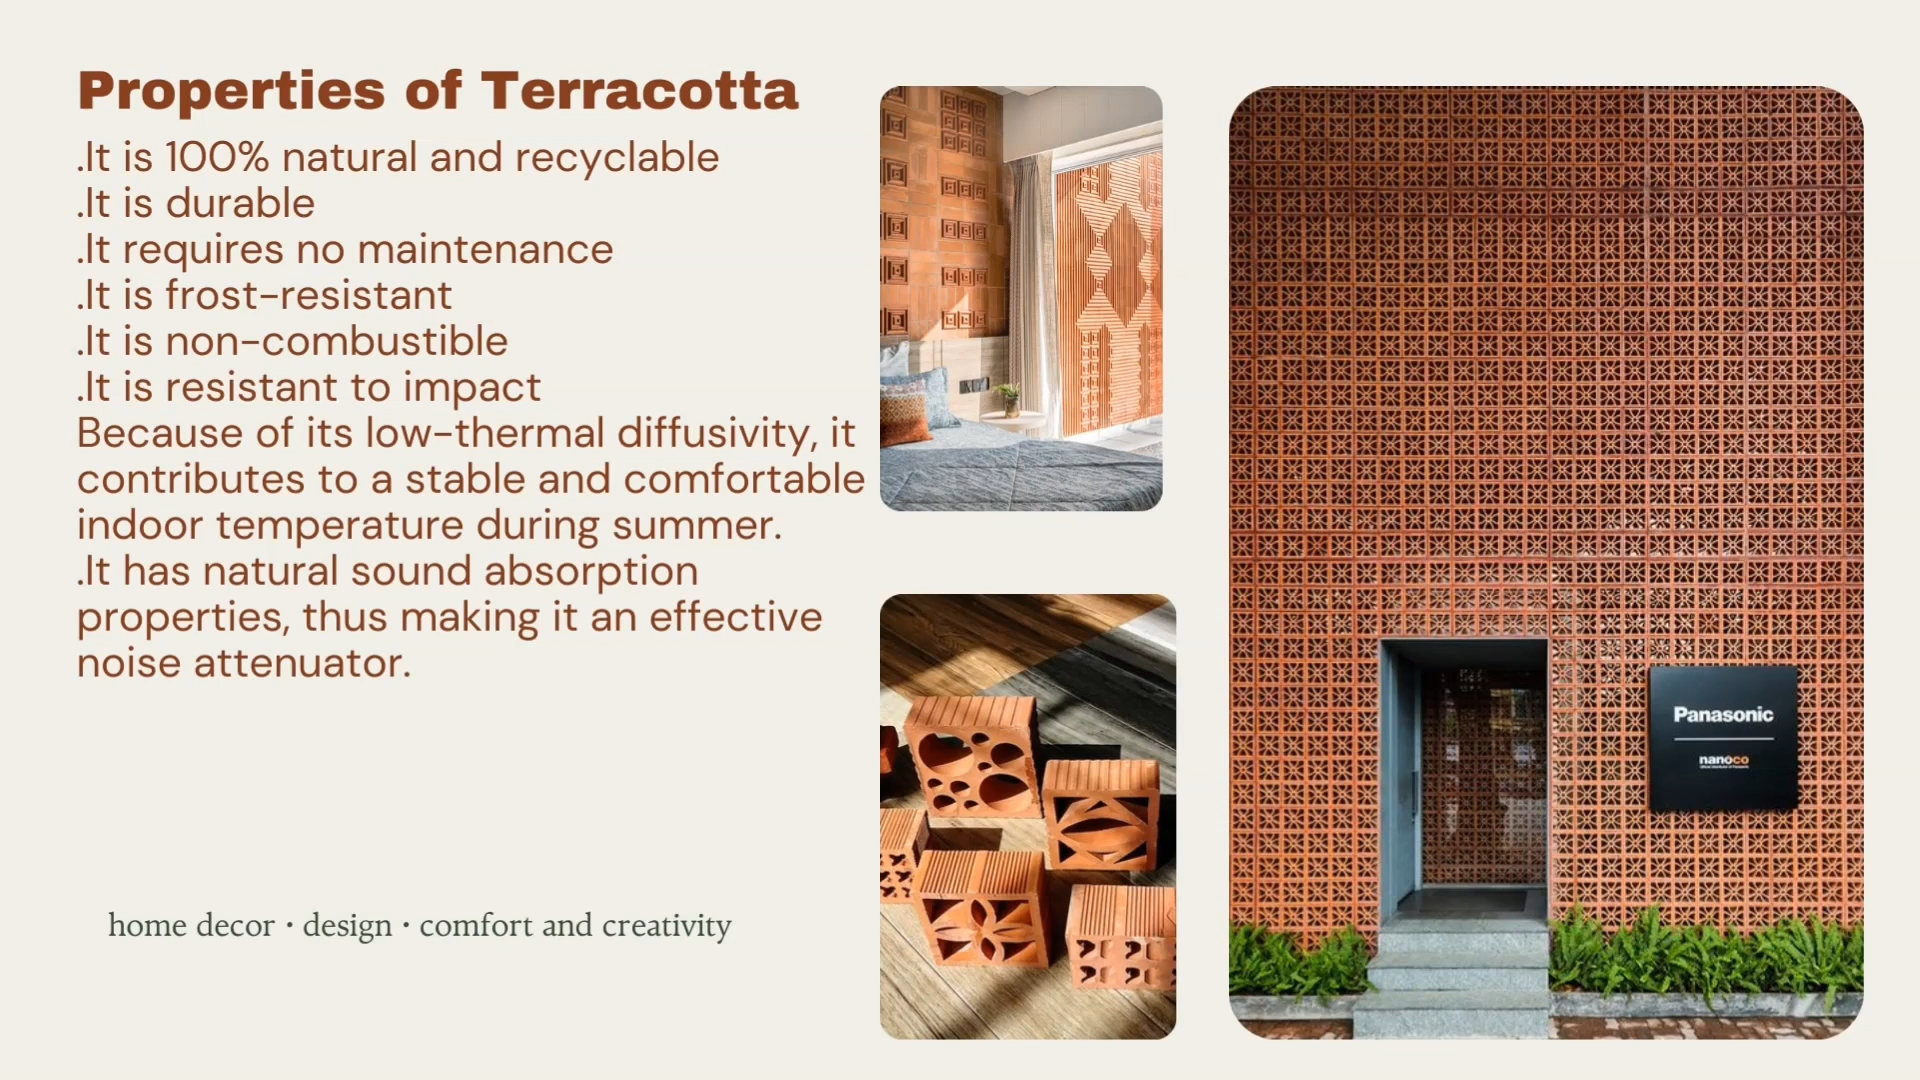 Properties of Terracotta
.It is 100% natural and recyclable
.It is durable
.It requires no maintenance
.It is frost-resistant
.It is non-combustible
.It is resistant to impact
Because of its low-thermal diffusivity, it
contributes to a stable and comfortable
indoor temperature during summer.
.It has natural sound absorption
properties, thus making it an effective
noise attenuator.
home decor · design · comfort and creativity
Panasonic
nanoco